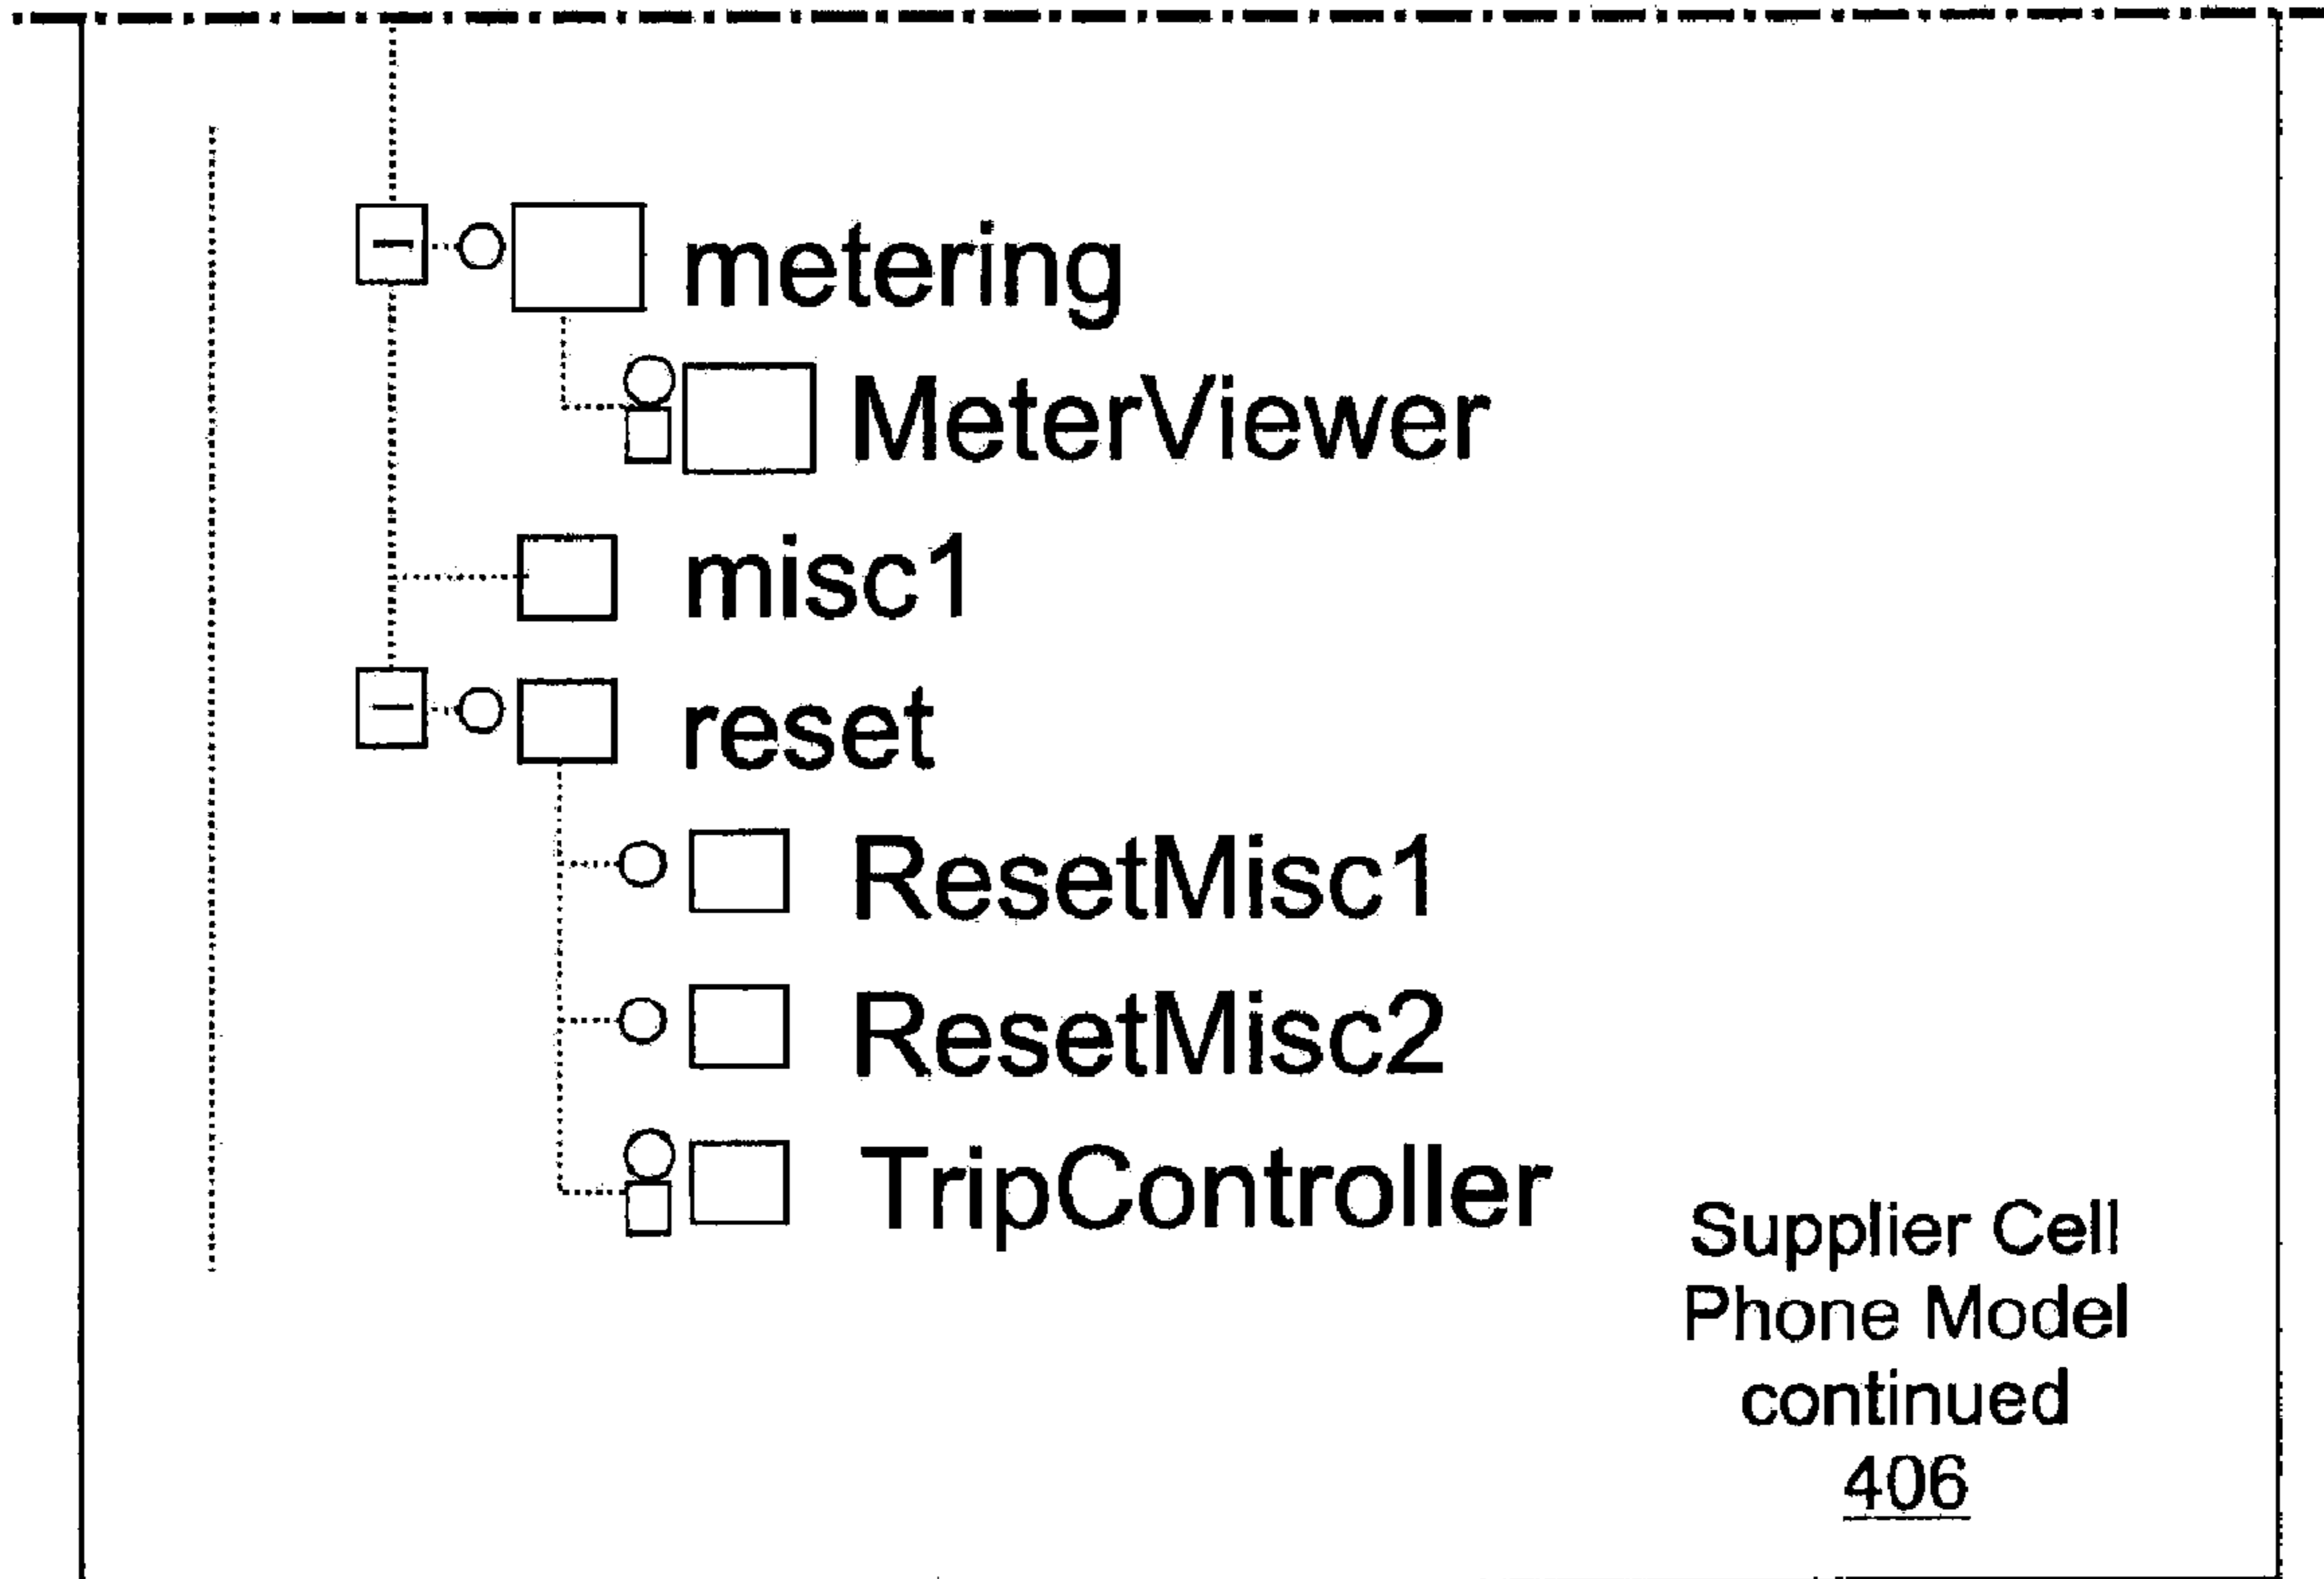 metering
MeterViewer
misc1
reset
ResetMisc1
ResetMisc2
TripController
Supplier Cell
Phone Model
continued
406